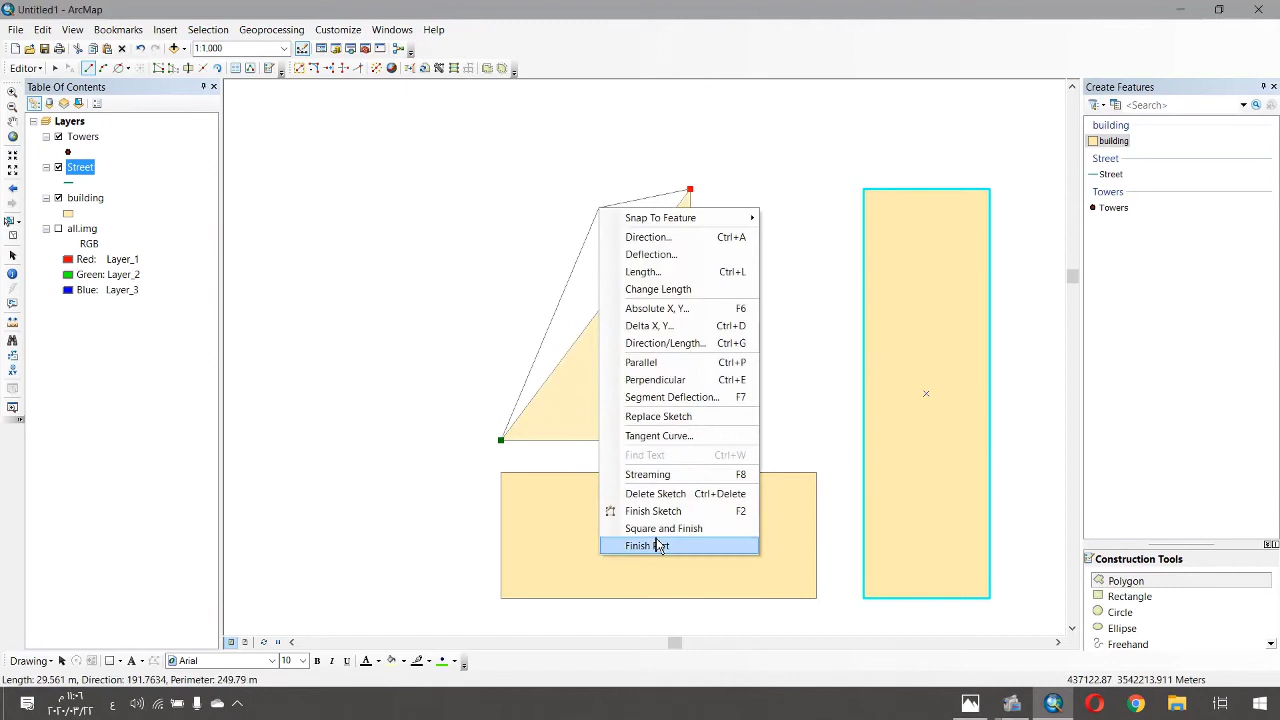 Untitled1 - ArcMap
File Edit View Bookmarks Insert Selection Geoprocessing Customize Windows Help
1:1,000
Editor
Table Of Contents
Layers
Towers
Street
building
all.img
RGB
Red: Layer_1
Green: Layer_2
Blue: Layer_3
Snap To Feature
Direction... Ctrl+A
Deflection...
Length... Ctrl+L
Change Length
Absolute X, Y... F6
Delta X, Y... Ctrl+D
Direction/Length... Ctrl+G
Parallel Ctrl+P
Perpendicular Ctrl+E
Segment Deflection... F7
Replace Sketch
Tangent Curve...
Find Text Ctrl+W
Streaming F8
Delete Sketch Ctrl+Delete
Finish Sketch F2
Square and Finish
Finish Part
Create Features
<Search>
building
building
Street
Street
Towers
Towers
Construction Tools
Polygon
Rectangle
Circle
Ellipse
Freehand
Drawing
Arial
10
B I U A
Length: 29.561 m, Direction: 191.7634, Perimeter: 249.79 m
437122.87 3542213.911 Meters
ع